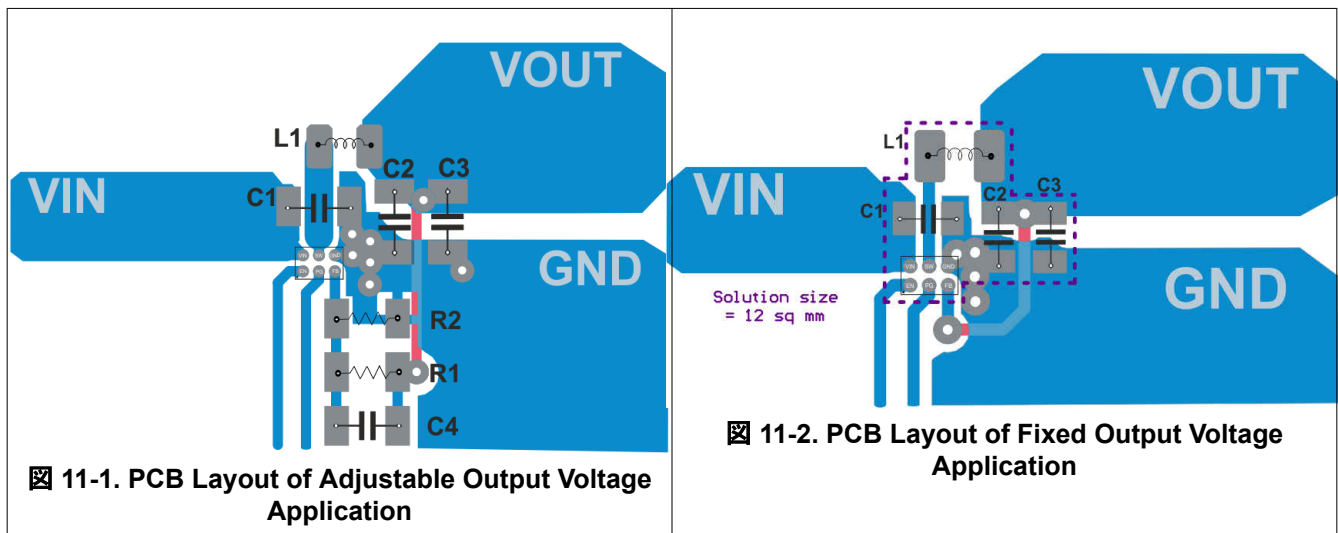 VOUT
L1
C2
C3
VIN
C1
GND
VIN
SW
GND
EN
PG
FB
R2
R1
C4
図 11-1. PCB Layout of Adjustable Output Voltage
Application
VOUT
L1
C3
C2
VIN
C1
GND
VIN
SW
GND
EN
PG
FB
Solution size
= 12 sq mm
図 11-2. PCB Layout of Fixed Output Voltage
Application